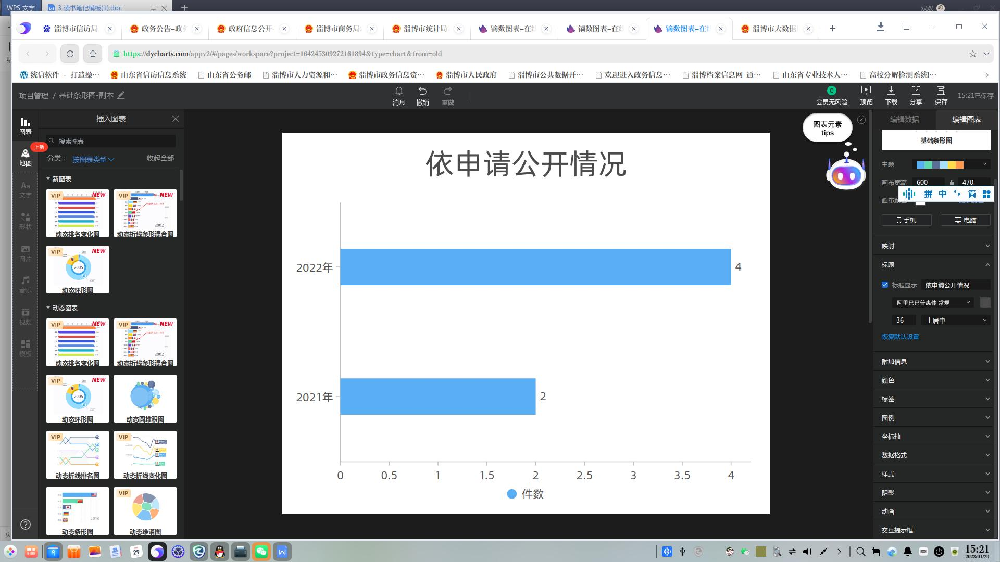 WPS 文字
3 读书笔记模板(1).doc
双双
淄博市信访局
政务公告-政务
政府信息公开-
淄博市商务局
淄博市统计局
镝数图表-在线
镝数图表-在线
镝数图表-在线
淄博市大数据
https://dycharts.com/appv2/#/pages/workspace?project=164245309272161894&type=chart&from=old
统信软件 - 打造操···
山东省信访信息系统
山东省公务邮
淄博市人力资源和···
淄博市政务信息资···
淄博市人民政府
淄博市公共数据开···
欢迎进入政务信息···
淄博档案信息网 通···
山东省专业技术人···
高校分解检测系统|···
项目管理 / 基础条形图-副本
消息
撤销
重做
会员无风险
预览
下载
分享
保存
15:21已保存
图表
上新
地图
Aa
文字
形状
图片
音乐
视频
模板
插入图表
搜索图表
分类：
按图表类型
收起全部
新图表
VIP
NEW
动态排名变化图
VIP
NEW
2002
动态折线条形混合图
VIP
NEW
2005
动态环形图
动态图表
VIP
NEW
动态排名变化图
VIP
NEW
2002
动态折线条形混合图
VIP
NEW
2005
动态环形图
动态圆堆积图
VIP
动态折线排名图
VIP
动态折线变化图
2016
动态条形图
VIP
动态维诺图
依申请公开情况
2022年
4
2021年
2
0
0.5
1
1.5
2
2.5
3
3.5
4
件数
图表元素
tips
编辑数据
编辑图表
基础条形图
主题
画布宽高
600
470
拼 中 简
画布颜色
手机
电脑
映射
标题
标题显示
依申请公开情况
阿里巴巴普惠体 常规
36
上居中
恢复默认设置
附加信息
颜色
标签
图例
坐标轴
数据格式
样式
阴影
动画
交互提示框
29
15:21
2023/01/29